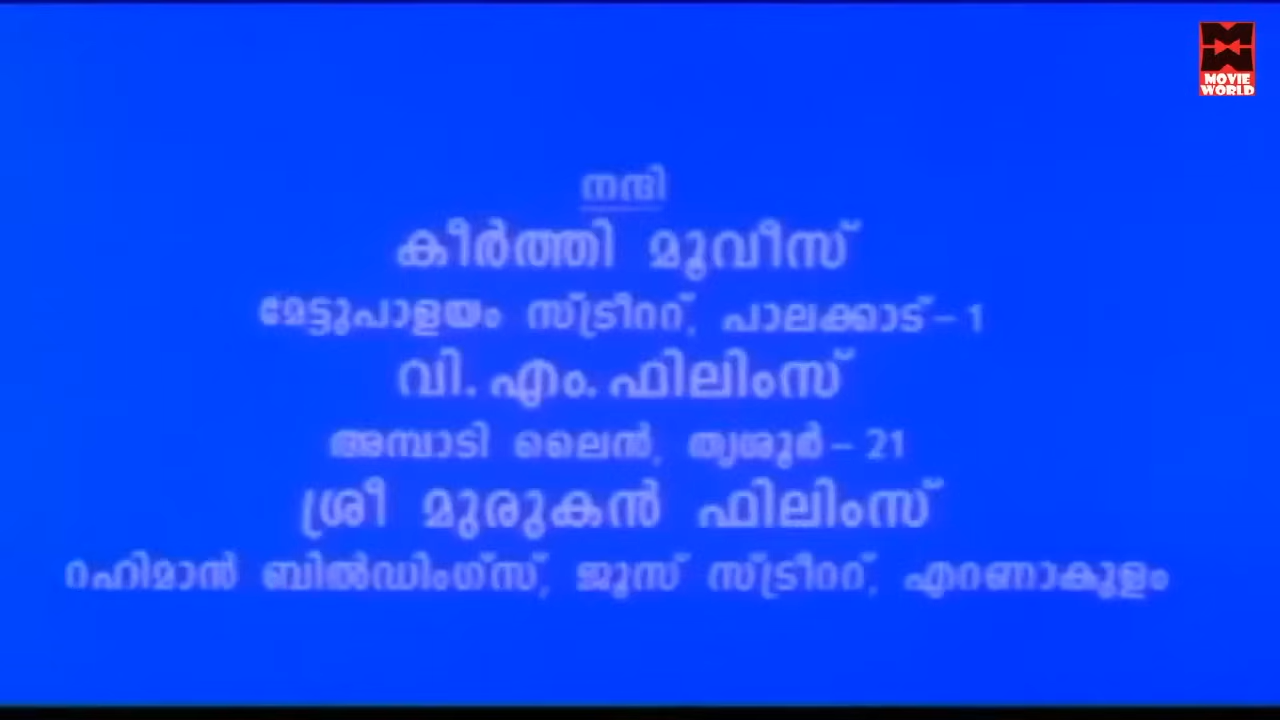 MOVIE
WORLD
നന്ദി
കീർത്തി മൂവീസ്
മേട്ടുപാളയം സ്ട്രീററ്, പാലക്കാട് – 1
വി. എം. ഫിലിംസ്
അമ്പാടി ലൈൻ, തൃശൂർ – 21
ശ്രീ മുരുകൻ ഫിലിംസ്
റഹിമാൻ ബിൽഡിംഗ്സ്, ജൂസ് സ്ട്രീററ്, എറണാകുളം